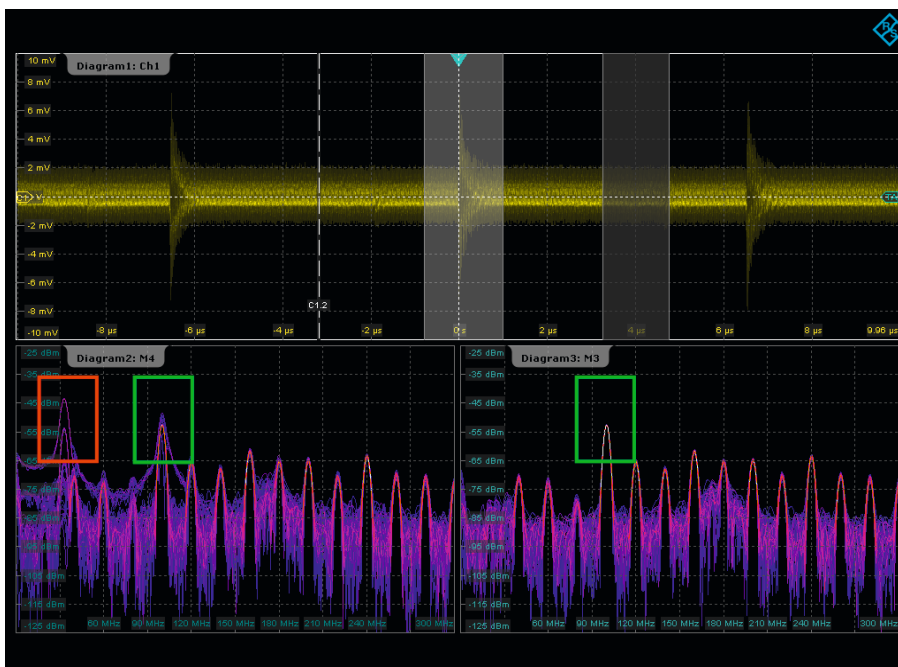 R S
Diagram1: Ch1
10 mV
8 mV
6 mV
4 mV
2 mV
V
-2 mV
-4 mV
-6 mV
-8 mV
-10 mV
C1.2
TA
-8 µs -6 µs -4 µs -2 µs 0 s 2 µs 4 µs 6 µs 8 µs 9.96 µs
Diagram2: M4
-25 dBm
-35 dBm
-45 dBm
-55 dBm
-65 dBm
-75 dBm
-85 dBm
-95 dBm
-105 dBm
-115 dBm
-125 dBm
60 MHz 90 MHz 120 MHz 150 MHz 180 MHz 210 MHz 240 MHz 300 MHz
Diagram3: M3
-25 dBm
-35 dBm
-45 dBm
-55 dBm
-65 dBm
-75 dBm
-85 dBm
-95 dBm
-105 dBm
-115 dBm
-125 dBm
60 MHz 90 MHz 120 MHz 150 MHz 180 MHz 210 MHz 240 MHz 300 MHz